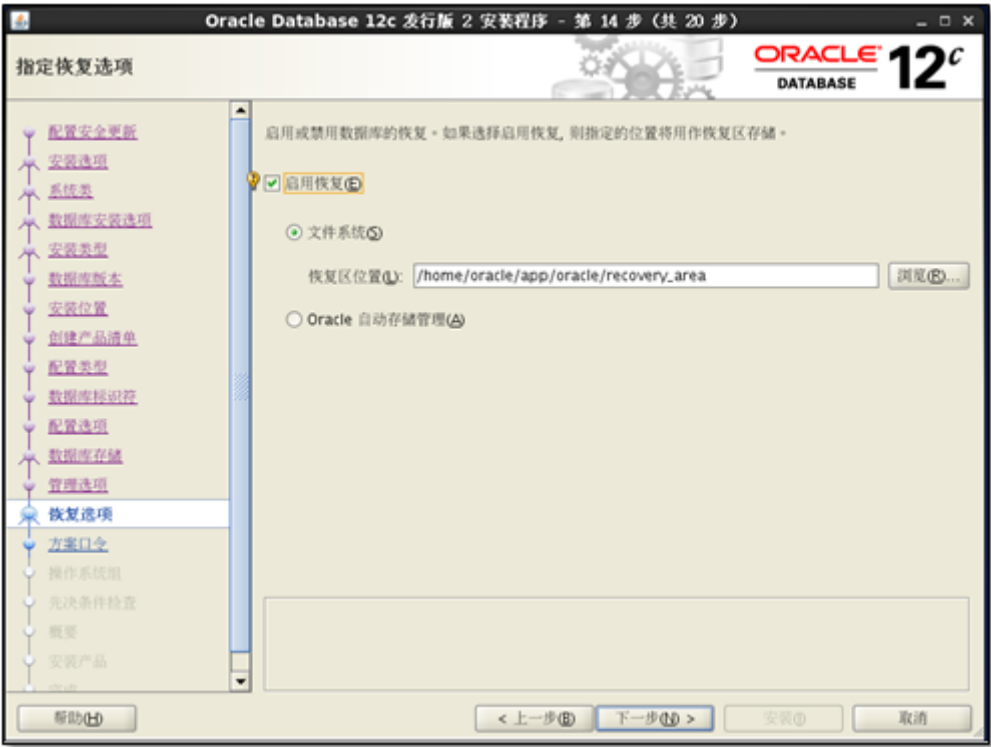 Oracle Database 12c 发行版 2 安装程序 - 第 14 步 (共 20 步)
指定恢复选项
ORACLE
DATABASE
12c
配置安全更新
安装选项
系统类
数据库安装选项
安装类型
数据库版本
安装位置
创建产品清单
配置类型
数据库标识符
配置选项
数据库存储
管理选项
恢复选项
方案口令
操作系统组
先决条件检查
概要
安装产品
启用或禁用数据库的恢复。如果选择启用恢复, 则指定的位置将用作恢复区存储。
启用恢复(E)
文件系统(S)
恢复区位置(L): /home/oracle/app/oracle/recovery_area 浏览(R)...
Oracle 自动存储管理(A)
帮助(H) < 上一步(B) 下一步(N) > 安装(I) 取消